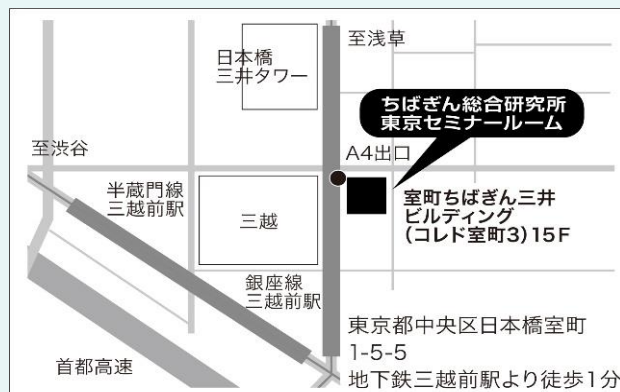 至浅草
日本橋
三井タワー
ちばぎん総合研究所
東京セミナールーム
至渋谷
A4出口
半蔵門線
三越前駅
三越
室町ちばぎん三井
ビルディング
(コレド室町3)15F
銀座線
三越前駅
東京都中央区日本橋室町
1-5-5
地下鉄三越前駅より徒歩1分
首都高速